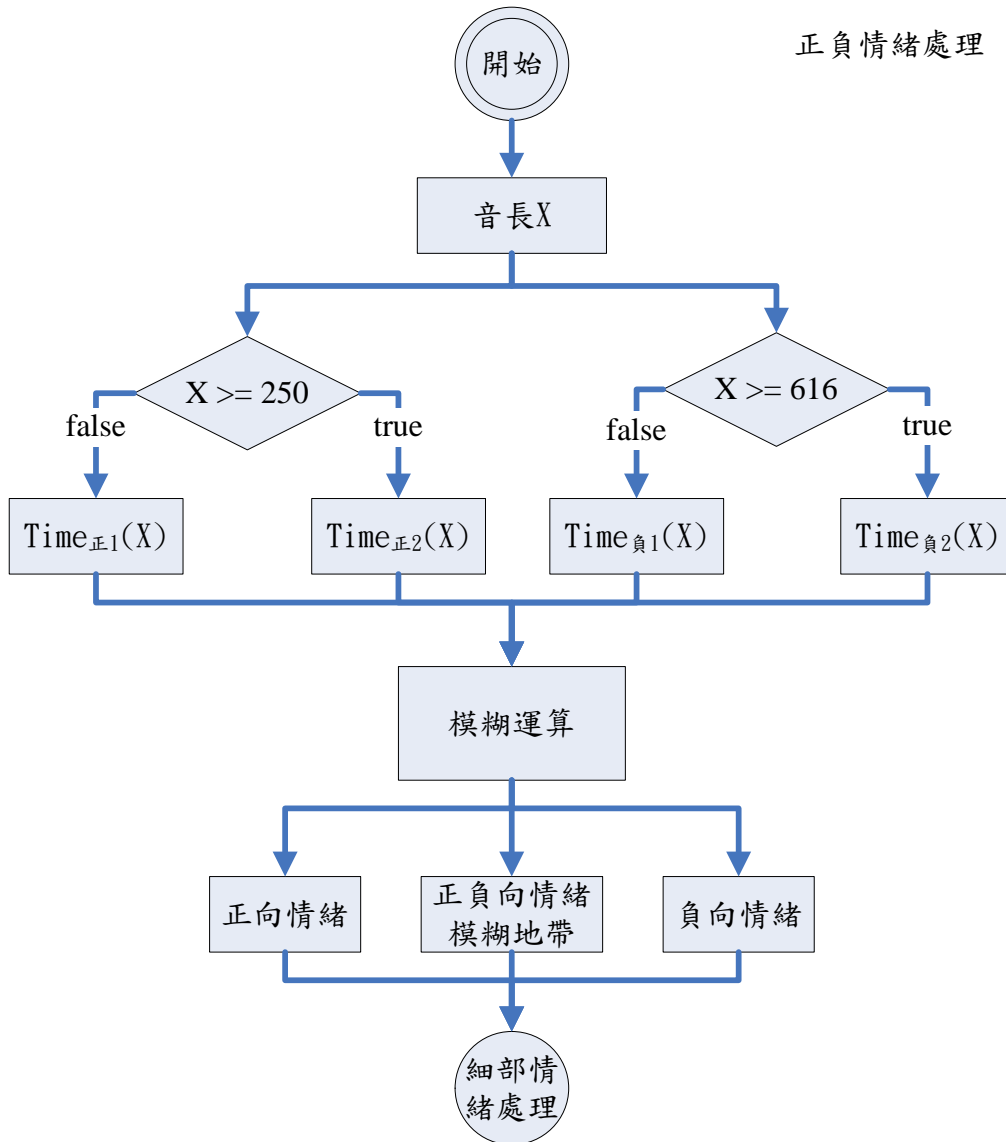 正負情緒處理
開始
音長X
X >= 250
X >= 616
false
true
false
true
Time正1(X)
Time正2(X)
Time負1(X)
Time負2(X)
模糊運算
正向情緒
正負向情緒
模糊地帶
負向情緒
細部情
緒處理